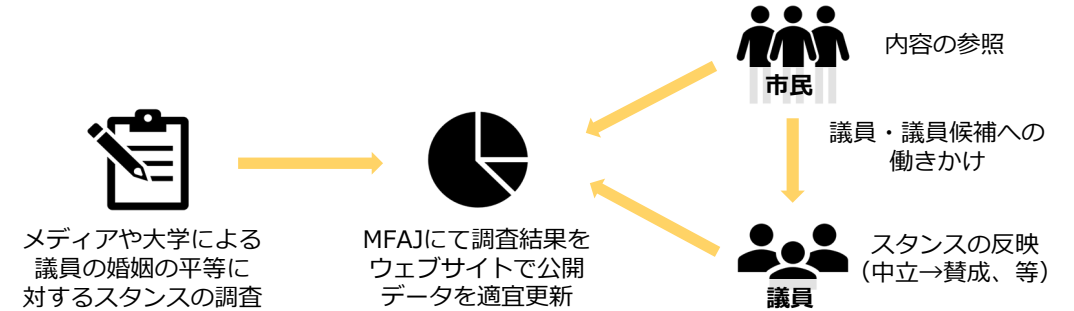 メディアや大学による
議員の婚姻の平等に
対するスタンスの調査
MFAJにて調査結果を
ウェブサイトで公開
データを適宜更新
市民
内容の参照
議員・議員候補への
働きかけ
議員
スタンスの反映
（中立→賛成、等）